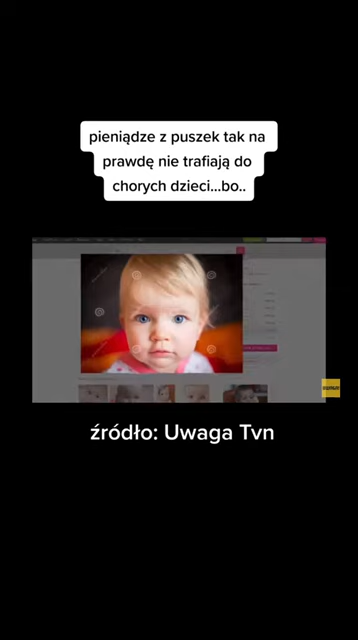 pieniądze z puszek tak na
prawdę nie trafiają do
chorych dzieci...bo..
źródło: Uwaga Tvn